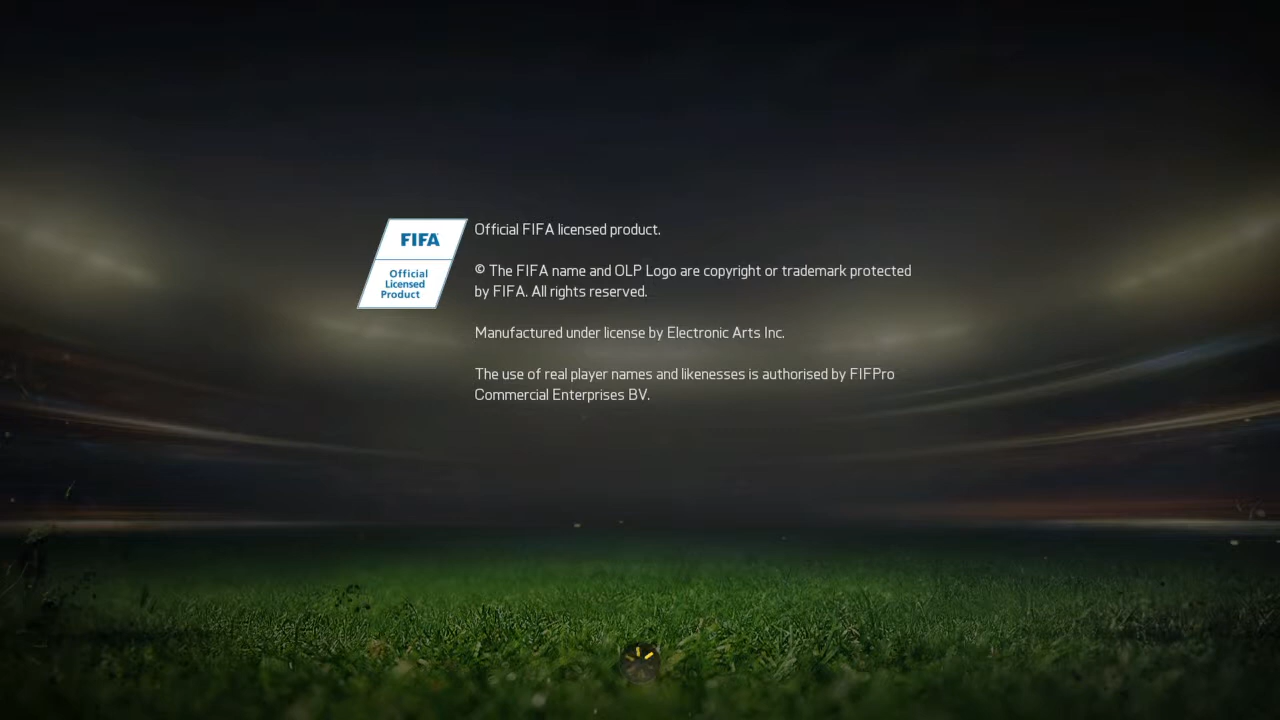 FIFA
Official
Licensed
Product
Official FIFA licensed product.
© The FIFA name and OLP Logo are copyright or trademark protected
by FIFA. All rights reserved.
Manufactured under license by Electronic Arts Inc.
The use of real player names and likenesses is authorised by FIFPro
Commercial Enterprises BV.